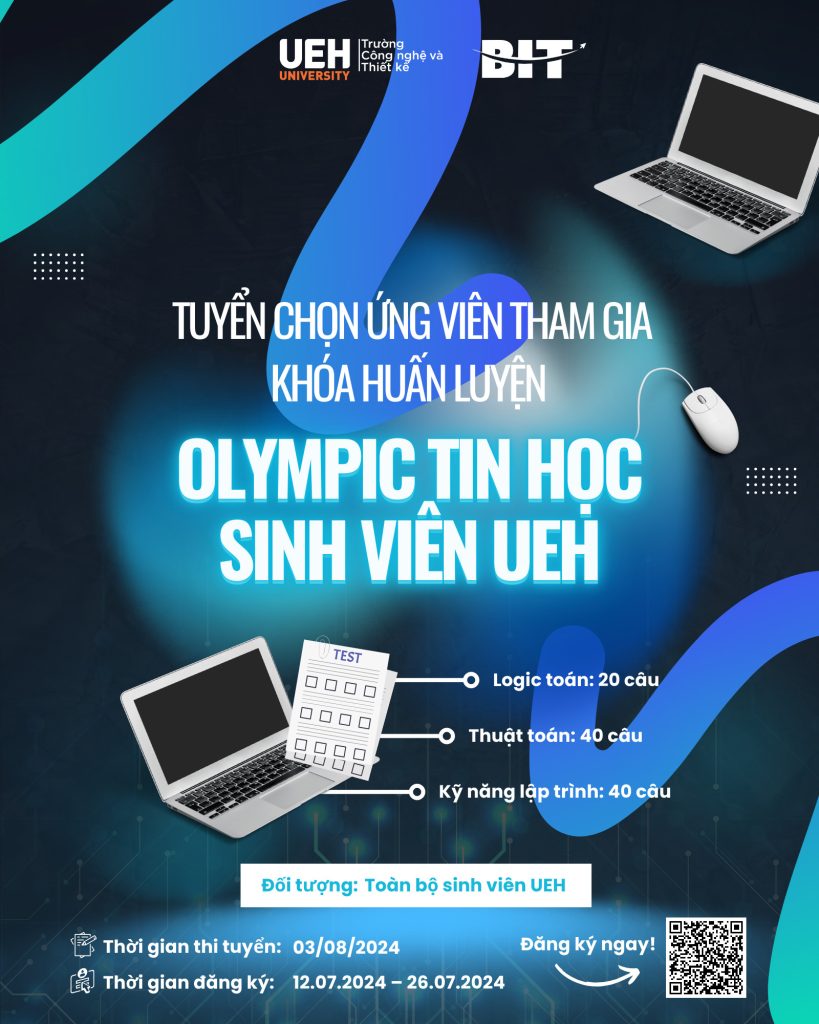 UEH
UNIVERSITY
Trường
Công nghệ và
Thiết kế
BIT
TUYỂN CHỌN ỨNG VIÊN THAM GIA
KHÓA HUẤN LUYỆN
OLYMPIC TIN HỌC
SINH VIÊN UEH
TEST
Logic toán: 20 câu
Thuật toán: 40 câu
Kỹ năng lập trình: 40 câu
Đối tượng: Toàn bộ sinh viên UEH
Thời gian thi tuyển: 03/08/2024
Đăng ký ngay!
Thời gian đăng ký: 12.07.2024 – 26.07.2024